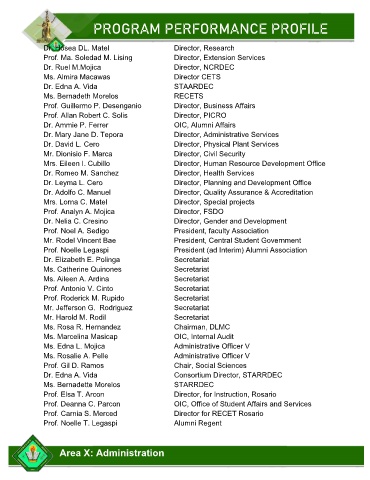 PROGRAM PERFORMANCE PROFILE
Dr. Hosea DL. Matel Director, Research
Prof. Ma. Soledad M. Lising Director, Extension Services
Dr. Ruel M.Mojica Director, NCRDEC
Ms. Almira Macawas Director CETS
Dr. Edna A. Vida STAARDEC
Ms. Bernadeth Morelos RECETS
Prof. Guillermo P. Desenganio Director, Business Affairs
Prof. Allan Robert C. Solis Director, PICRO
Dr. Ammie P. Ferrer OIC, Alumni Affairs
Dr. Mary Jane D. Tepora Director, Administrative Services
Dr. David L. Cero Director, Physical Plant Services
Mr. Dionisio F. Marca Director, Civil Security
Mrs. Eileen I. Cubillo Director, Human Resource Development Office
Dr. Romeo M. Sanchez Director, Health Services
Dr. Leyma L. Cero Director, Planning and Development Office
Dr. Adolfo C. Manuel Director, Quality Assurance & Accreditation
Mrs. Lorna C. Matel Director, Special projects
Prof. Analyn A. Mojica Director, FSDO
Dr. Nelia C. Cresino Director, Gender and Development
Prof. Noel A. Sedigo President, faculty Association
Mr. Rodel Vincent Bae President, Central Student Government
Prof. Noelle Legaspi President (ad Interim) Alumni Association
Dr. Elizabeth E. Polinga Secretariat
Ms. Catherine Quinones Secretariat
Ms. Aileen A. Ardina Secretariat
Prof. Antonio V. Cinto Secretariat
Prof. Roderick M. Rupido Secretariat
Mr. Jefferson G. Rodriguez Secretariat
Mr. Harold M. Rodil Secretariat
Ms. Rosa R. Hernandez Chairman, DLMC
Ms. Marcelina Masicap OIC, Internal Audit
Ms. Edna L. Mojica Administrative Officer V
Ms. Rosalie A. Pelle Administrative Officer V
Prof. Gil D. Ramos Chair, Social Sciences
Dr. Edna A. Vida Consortium Director, STARRDEC
Ms. Bernadette Morelos STARRDEC
Prof. Elsa T. Arcon Director, for Instruction, Rosario
Prof. Deanna C. Parcon OIC, Office of Student Affairs and Services
Prof. Carnia S. Merced Director for RECET Rosario
Prof. Noelle T. Legaspi Alumni Regent
Area X: Administration